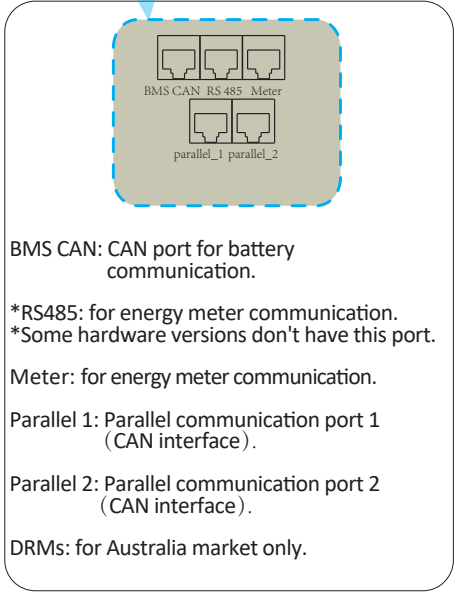 BMS CAN RS 485 Meter
parallel_1 parallel_2
BMS CAN: CAN port for battery
communication.
*RS485: for energy meter communication.
*Some hardware versions don't have this port.
Meter: for energy meter communication.
Parallel 1: Parallel communication port 1
（CAN interface）.
Parallel 2: Parallel communication port 2
（CAN interface）.
DRMs: for Australia market only.